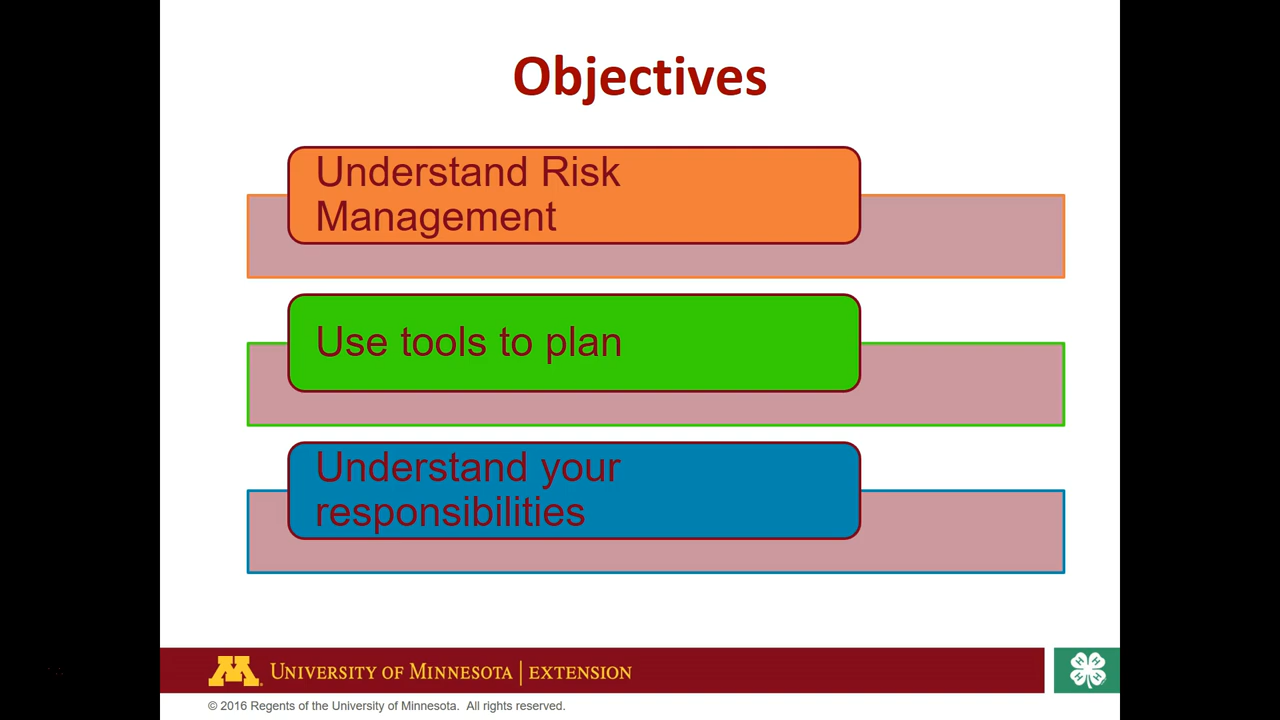 Objectives
Understand Risk
Management
Use tools to plan
Understand your
responsibilities
M UNIVERSITY OF MINNESOTA | EXTENSION
© 2016 Regents of the University of Minnesota. All rights reserved.